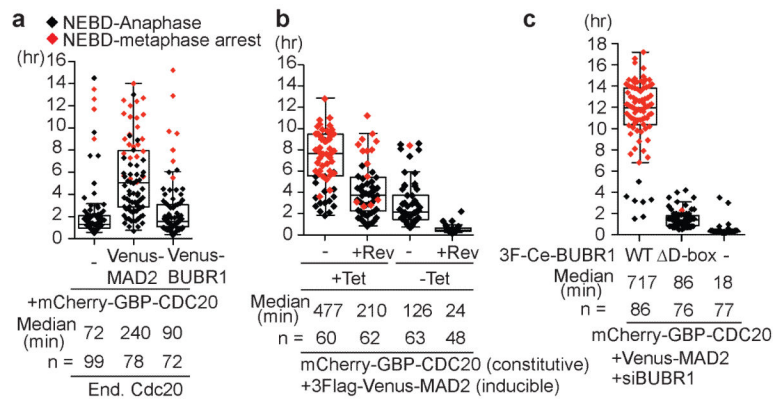 a
◆ NEBD-Anaphase
◆ NEBD-metaphase arrest
(hr)
16
14
12
10
8
6
4
2
0
-
Venus-MAD2
Venus-BUBR1
+mCherry-GBP-CDC20
Median (min) 72 240 90
n = 99 78 72
End. Cdc20
b
(hr)
16
14
12
10
8
6
4
2
0
- +Rev - +Rev
+Tet -Tet
Median (min) 477 210 126 24
n = 60 62 63 48
mCherry-GBP-CDC20 (constitutive)
+3Flag-Venus-MAD2 (inducible)
c
(hr)
18
16
14
12
10
8
6
4
2
0
3F-Ce-BUBR1 WT ΔD-box -
Median (min) 717 86 18
n = 86 76 77
mCherry-GBP-CDC20
+Venus-MAD2
+siBUBR1